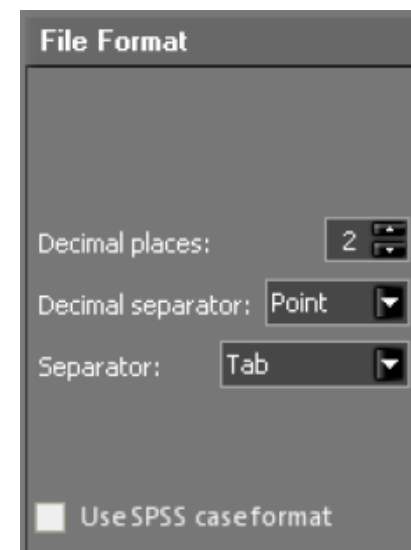 File Format
Decimal places: 2
Decimal separator: Point
Separator: Tab
Use SPSS caseformat